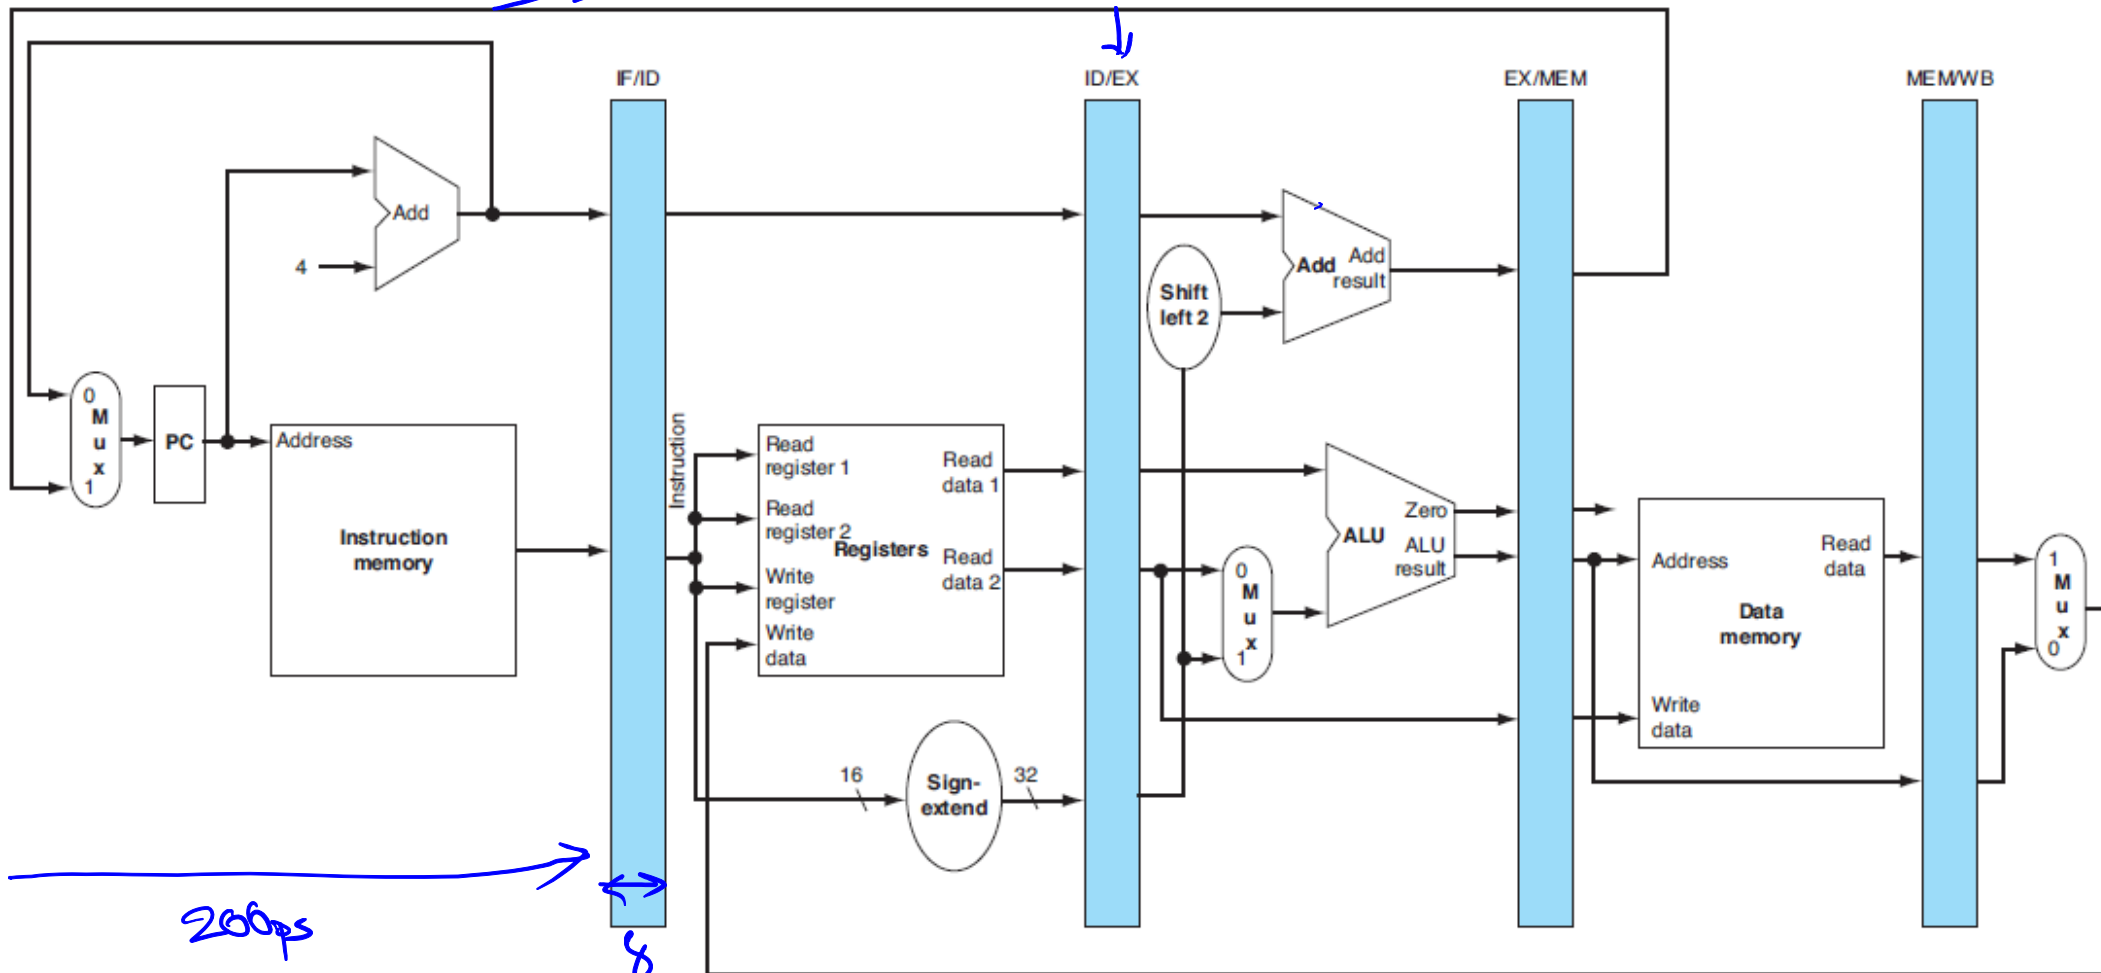 IF/ID
ID/EX
EX/MEM
MEM/WB
Add
4
Shift
left 2
Add
Add
result
0
M
u
x
1
PC
Address
Instruction
memory
Instruction
Read
register 1
Read
register 2
Registers
Write
register
Write
data
Read
data 1
Read
data 2
16
Sign-
extend
32
0
M
u
x
1
Zero
ALU
ALU
result
Address
Read
data
Data
memory
Write
data
1
M
u
x
0
200ps
8